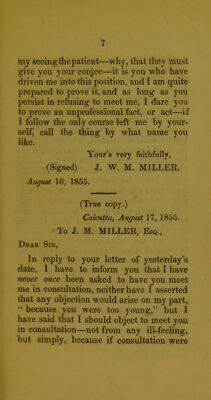 7
my seeing the patient—why, that they must
give you your conjee—it is you who have
driven me into this position, and I am quite
prepared to prove it, and as long as you
persist in refusing to meet me, I dare you
to prove an unprofessional fact, or act—if
I follow the only course left me by your-
self, call the thing by what name you
like.
Your's very faithfully,
(Signed) J. W. M. MILLER.
August 16, 1855.
(True copy.)
Calcutta, August 17, 1855.
To J. M. MILLER, Esq.,
Dear Sir,
In reply to your letter of yesterday's
date, I have to inform you that I have
never once been asked to have you meet
me in consultation, neither have I asserted
that any objection would arise on my part,
“ because you were too young,” but I
have said that I should object to meet you
in consultation—not from any ill-feeling,
but simply, because if consultation were